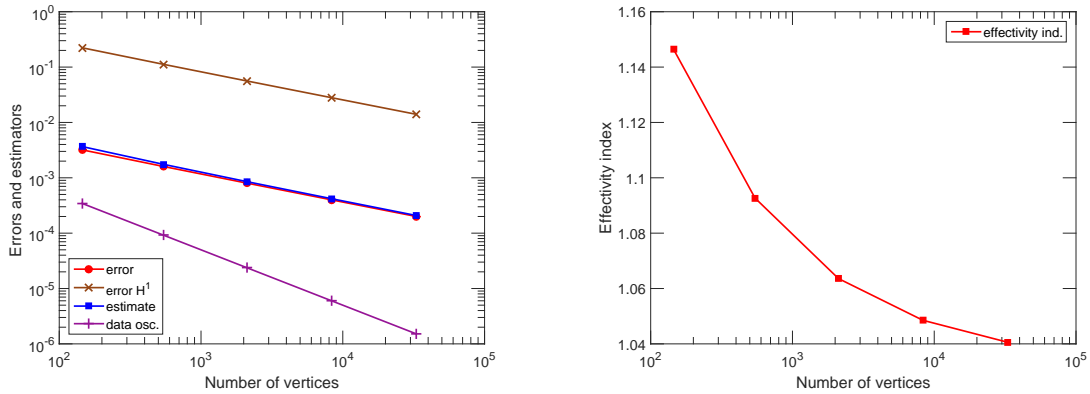 10^0
10^-1
10^-2
10^-3
10^-4
10^-5
10^-6
Errors and estimators
error
error H^1
estimate
data osc.
10^2 10^3 10^4 10^5
Number of vertices
1.16
1.14
1.12
1.1
1.08
1.06
1.04
Effectivity index
effectivity ind.
10^2 10^3 10^4 10^5
Number of vertices